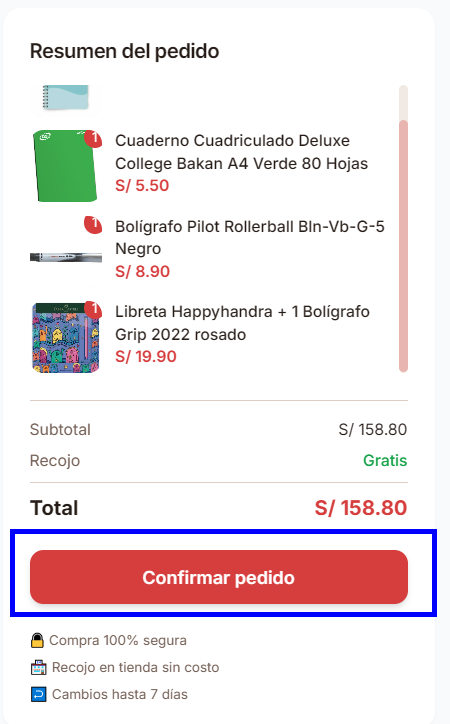 Resumen del pedido
1
Cuaderno Cuadriculado Deluxe
College Bakan A4 Verde 80 Hojas
S/ 5.50
1
Bolígrafo Pilot Rollerball Bln-Vb-G-5
Negro
S/ 8.90
1
Libreta Happyhandra + 1 Bolígrafo
Grip 2022 rosado
S/ 19.90
Subtotal S/ 158.80
Recojo Gratis
Total S/ 158.80
Confirmar pedido
Compra 100% segura
Recojo en tienda sin costo
Cambios hasta 7 días